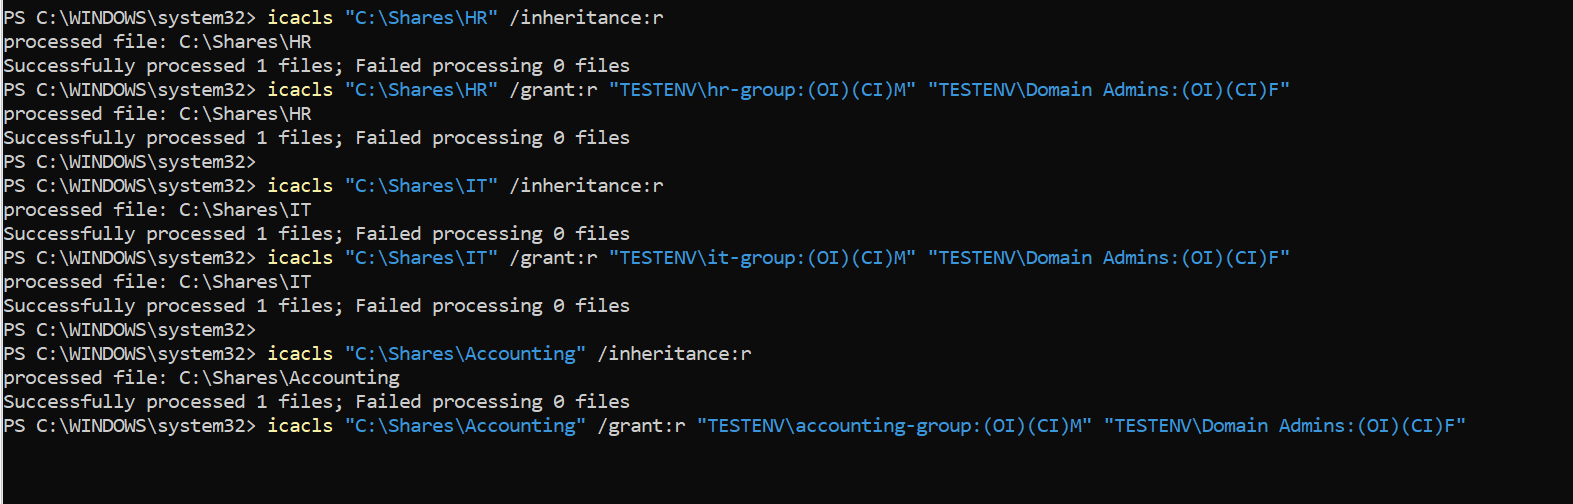 PS C:\WINDOWS\system32> icacls "C:\Shares\HR" /inheritance:r
processed file: C:\Shares\HR
Successfully processed 1 files; Failed processing 0 files
PS C:\WINDOWS\system32> icacls "C:\Shares\HR" /grant:r "TESTENV\hr-group:(OI)(CI)M" "TESTENV\Domain Admins:(OI)(CI)F"
processed file: C:\Shares\HR
Successfully processed 1 files; Failed processing 0 files
PS C:\WINDOWS\system32>
PS C:\WINDOWS\system32> icacls "C:\Shares\IT" /inheritance:r
processed file: C:\Shares\IT
Successfully processed 1 files; Failed processing 0 files
PS C:\WINDOWS\system32> icacls "C:\Shares\IT" /grant:r "TESTENV\it-group:(OI)(CI)M" "TESTENV\Domain Admins:(OI)(CI)F"
processed file: C:\Shares\IT
Successfully processed 1 files; Failed processing 0 files
PS C:\WINDOWS\system32>
PS C:\WINDOWS\system32> icacls "C:\Shares\Accounting" /inheritance:r
processed file: C:\Shares\Accounting
Successfully processed 1 files; Failed processing 0 files
PS C:\WINDOWS\system32> icacls "C:\Shares\Accounting" /grant:r "TESTENV\accounting-group:(OI)(CI)M" "TESTENV\Domain Admins:(OI)(CI)F"